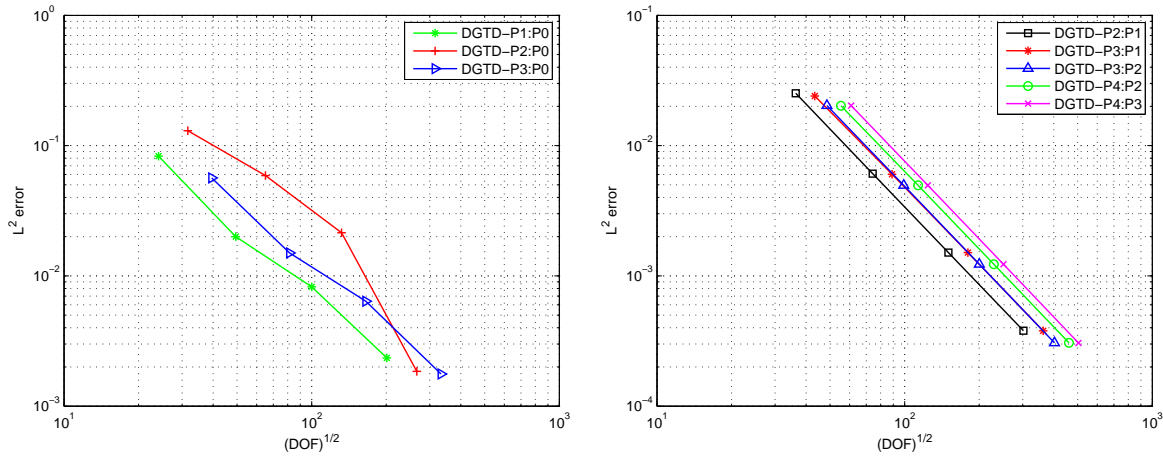 10^0
10^-1
10^-2
10^-3
10^1
10^2
10^3
L^2 error
(DOF)^1/2
DGTD-P1:P0
DGTD-P2:P0
DGTD-P3:P0
10^-1
10^-2
10^-3
10^-4
10^1
10^2
10^3
L^2 error
(DOF)^1/2
DGTD-P2:P1
DGTD-P3:P1
DGTD-P3:P2
DGTD-P4:P2
DGTD-P4:P3